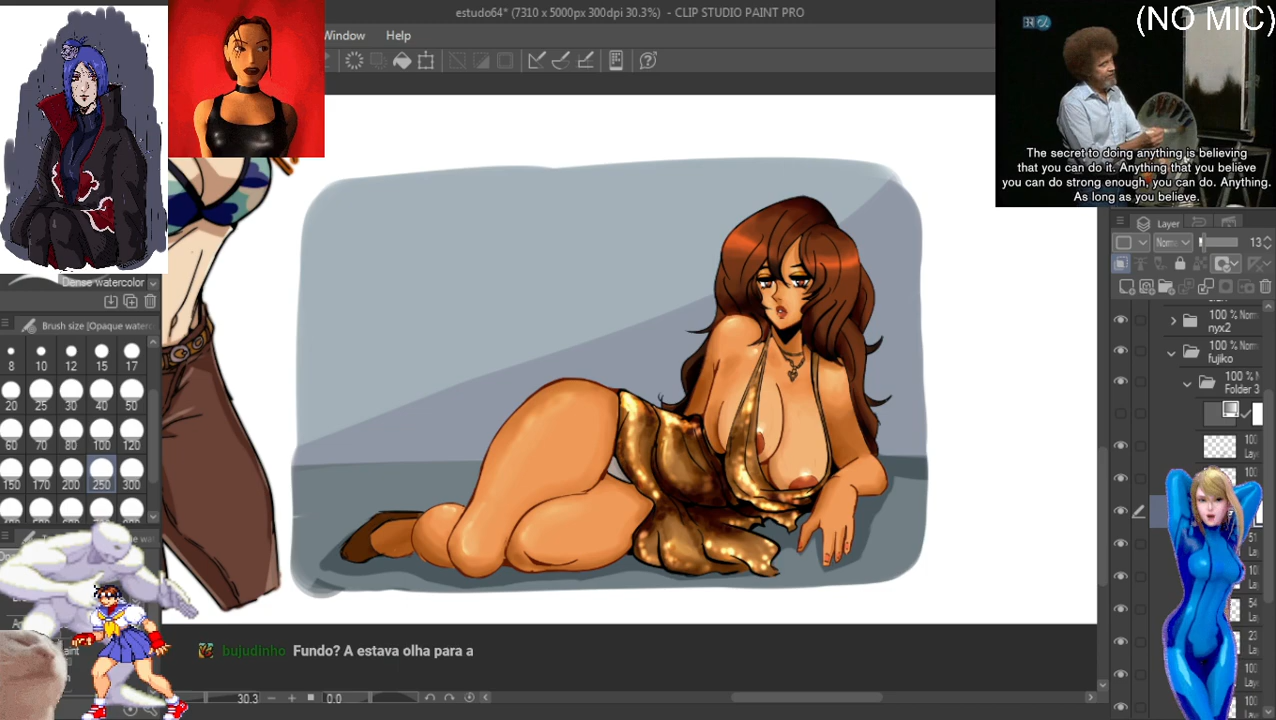 estudo64* (7310 x 5000px 300dpi 30.3%) - CLIP STUDIO PAINT PRO
(NO MIC)
Window Help
The secret to doing anything is believing
that you can do it. Anything that you believe
you can do strong enough, you can do. Anything.
As long as you believe.
Layer
Norm 13
Dense watercolor
Brush size [Opaque water
8 10 12 15 17
20 25 30 40 50
60 70 80 100 120
150 170 200 250 300
100 % Norm
nyx2
100 % Norm
fujiko
100 %
Folder 3
bujudinho Fundo? A estava olha para a
30.3 0.0